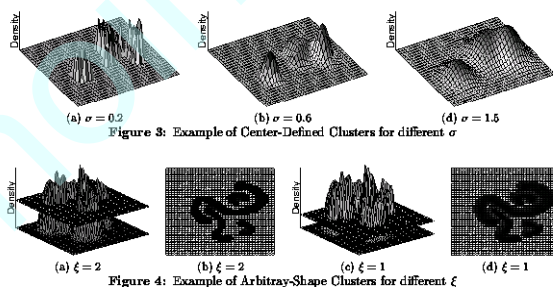 Density
Density
Density
(a) σ = 0.2
(b) σ = 0.6
(d) σ = 1.5
Figure 3: Example of Center-Defined Clusters for different σ
Density
Density
(a) ξ = 2
(b) ξ = 2
(c) ξ = 1
(d) ξ = 1
Figure 4: Example of Arbitray-Shape Clusters for different ξ